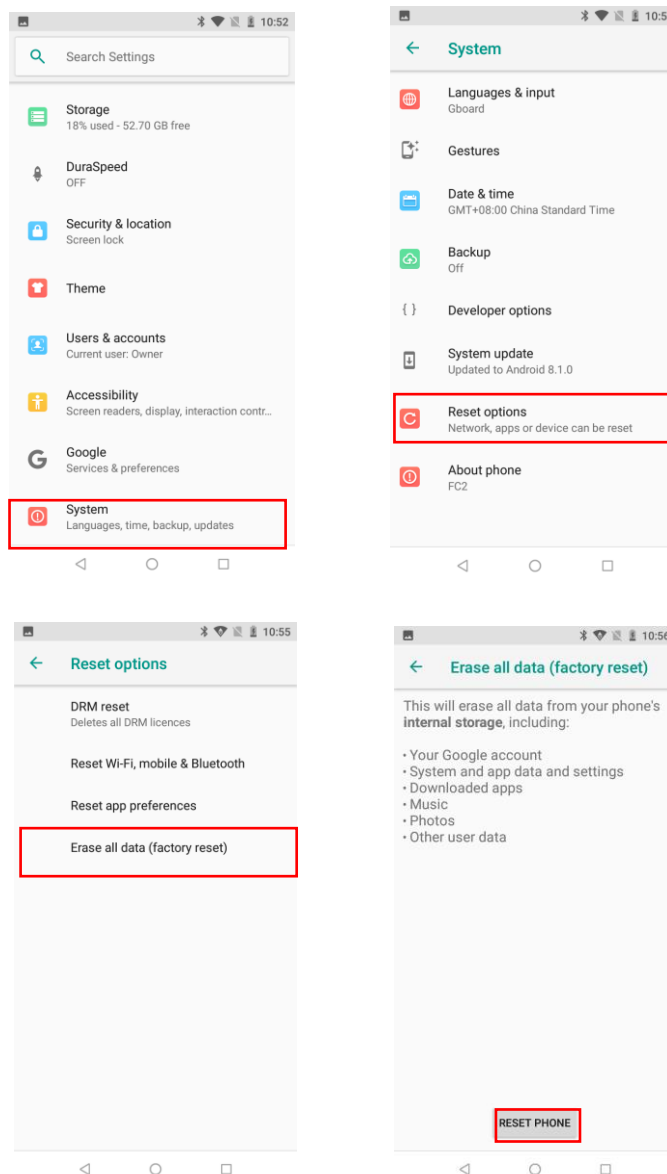 10:52
Search Settings
Storage
18% used - 52.70 GB free
DuraSpeed
OFF
Security & location
Screen lock
Theme
Users & accounts
Current user: Owner
Accessibility
Screen readers, display, interaction contr...
Google
Services & preferences
System
Languages, time, backup, updates
10:5
System
Languages & input
Gboard
Gestures
Date & time
GMT+08:00 China Standard Time
Backup
Off
{ }
Developer options
System update
Updated to Android 8.1.0
Reset options
Network, apps or device can be reset
About phone
FC2
10:55
Reset options
DRM reset
Deletes all DRM licences
Reset Wi-Fi, mobile & Bluetooth
Reset app preferences
Erase all data (factory reset)
10:56
Erase all data (factory reset)
This will erase all data from your phone's
internal storage, including:
• Your Google account
• System and app data and settings
• Downloaded apps
• Music
• Photos
• Other user data
RESET PHONE